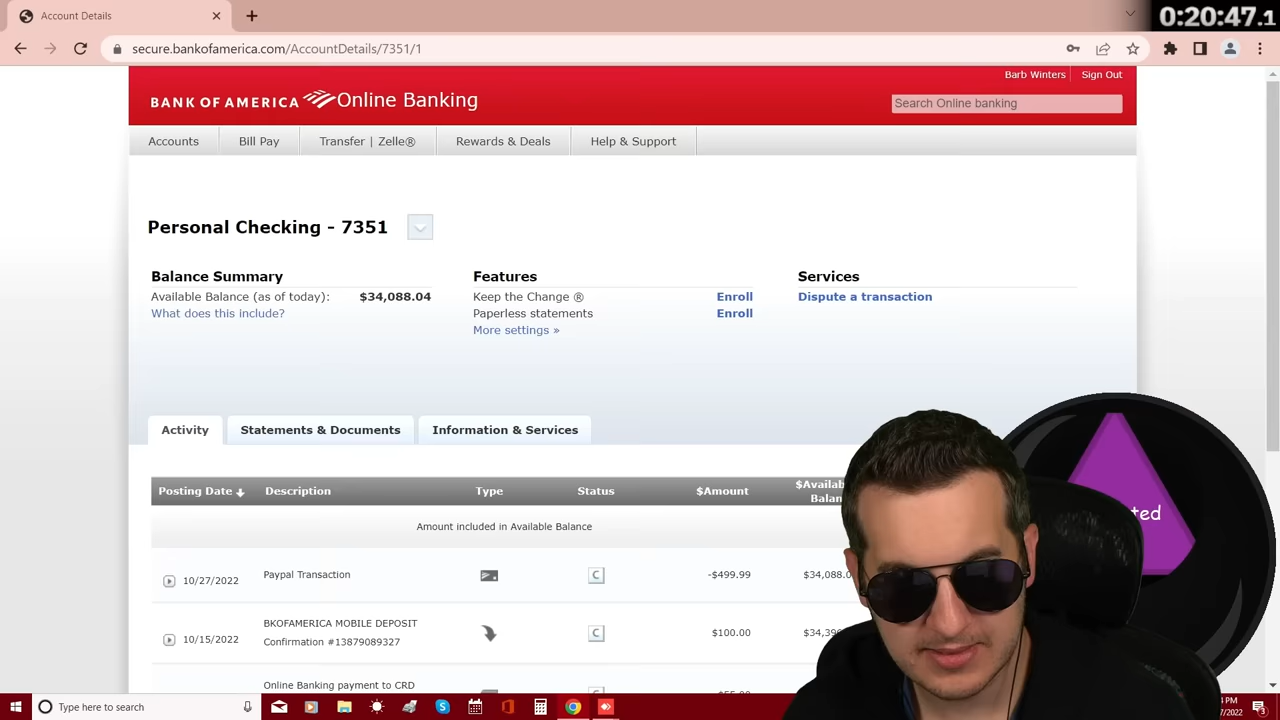 Account Details
0:20:47.1
secure.bankofamerica.com/AccountDetails/7351/1
Barb Winters
Sign Out
BANK OF AMERICA
Online Banking
Search Online banking
Accounts
Bill Pay
Transfer | Zelle®
Rewards & Deals
Help & Support
Personal Checking - 7351
Balance Summary
Available Balance (as of today): $34,088.04
What does this include?
Features
Keep the Change ® Enroll
Paperless statements Enroll
More settings »
Services
Dispute a transaction
Activity
Statements & Documents
Information & Services
Posting Date Description Type Status $Amount
Amount included in Available Balance
10/27/2022 Paypal Transaction C -$499.99
BKOFAMERICA MOBILE DEPOSIT
10/15/2022 Confirmation #13879089327 C $100.00
Online Banking payment to CRD
Type here to search